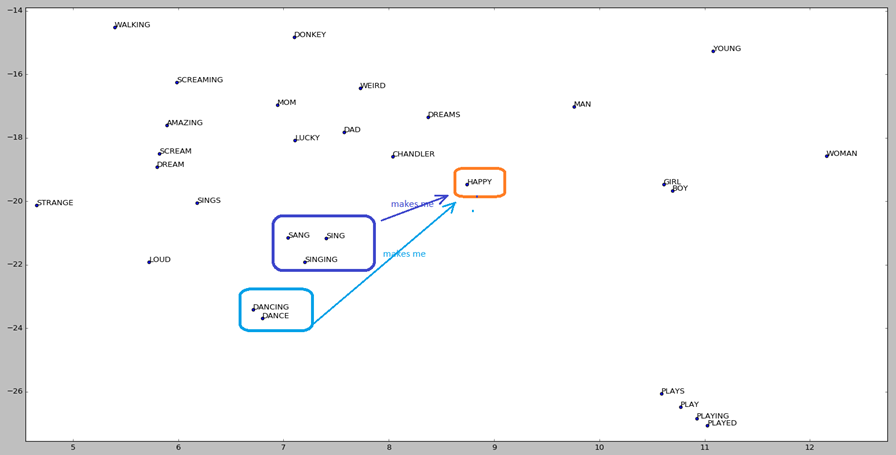 −14
WALKING
DONKEY
YOUNG
−16
SCREAMING
WEIRD
MOM
MAN
DREAMS
AMAZING
DAD
−18
LUCKY
SCREAM
CHANDLER
WOMAN
DREAM
HAPPY
GIRL
BOY
−20
STRANGE
SINGS
makes me
SANG
SING
makes me
−22
LOUD
SINGING
DANCING
DANCE
−24
−26
PLAYS
PLAY
PLAYING
PLAYED
5 6 7 8 9 10 11 12